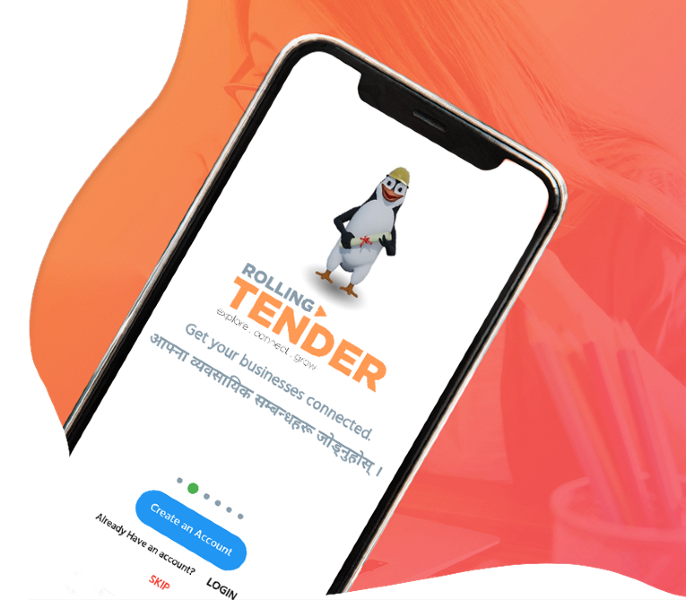 ROLLING
TENDER
explore . connect . grow
Get your businesses connected.
आफ्ना व्यवसायिक सम्बन्धहरू जोड्नुहोस् ।
Create an Account
Already Have an account? LOGIN
SKIP